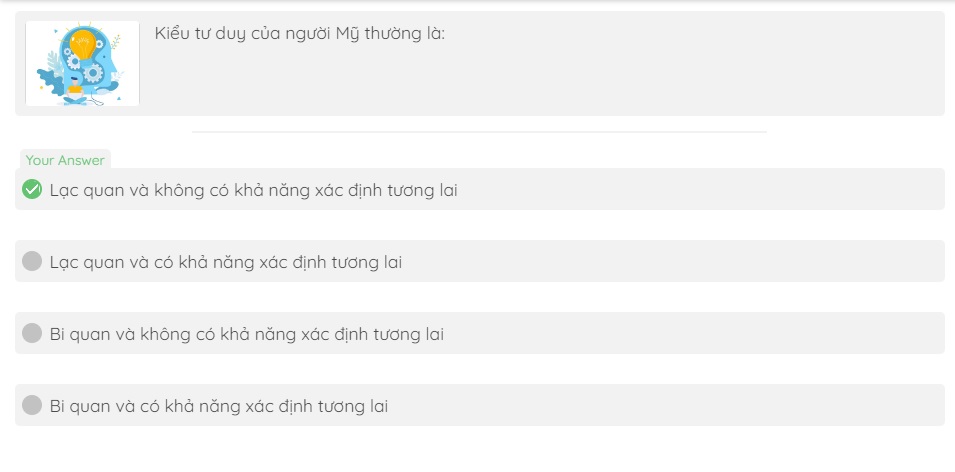 Kiểu tư duy của người Mỹ thường là:
Your Answer
Lạc quan và không có khả năng xác định tương lai
Lạc quan và có khả năng xác định tương lai
Bi quan và không có khả năng xác định tương lai
Bi quan và có khả năng xác định tương lai